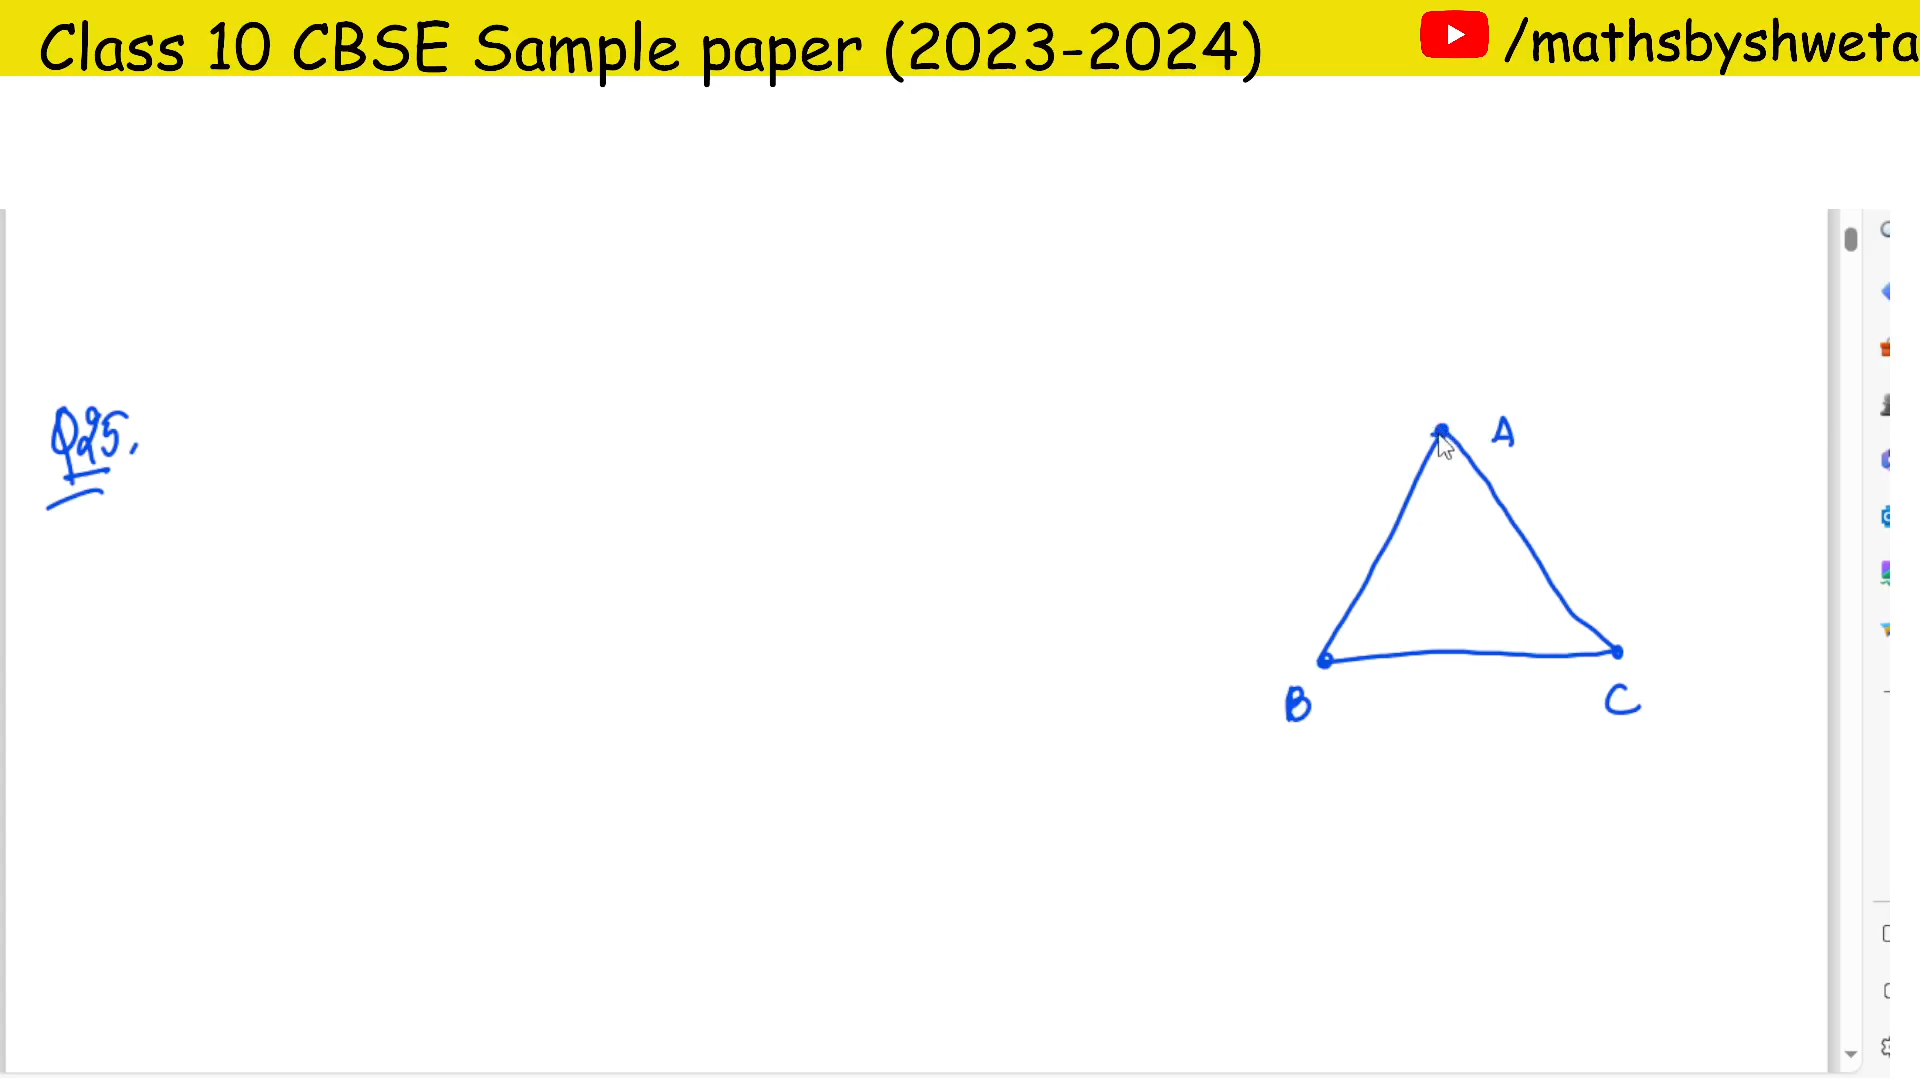 Class 10 CBSE Sample paper (2023-2024)
/mathsbyshweta
Q25.
A
B
C